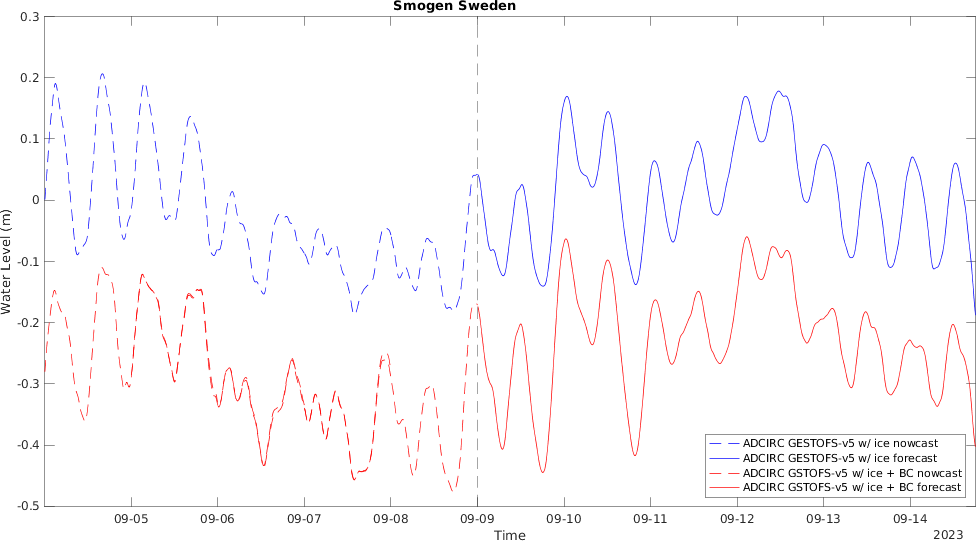 Smogen Sweden
0.3
0.2
0.1
0
-0.1
-0.2
-0.3
-0.4
-0.5
Water Level (m)
ADCIRC GESTOFS-v5 w/ ice nowcast
ADCIRC GESTOFS-v5 w/ ice forecast
ADCIRC GSTOFS-v5 w/ ice + BC nowcast
ADCIRC GSTOFS-v5 w/ ice + BC forecast
09-05 09-06 09-07 09-08 09-09 09-10 09-11 09-12 09-13 09-14
Time
2023